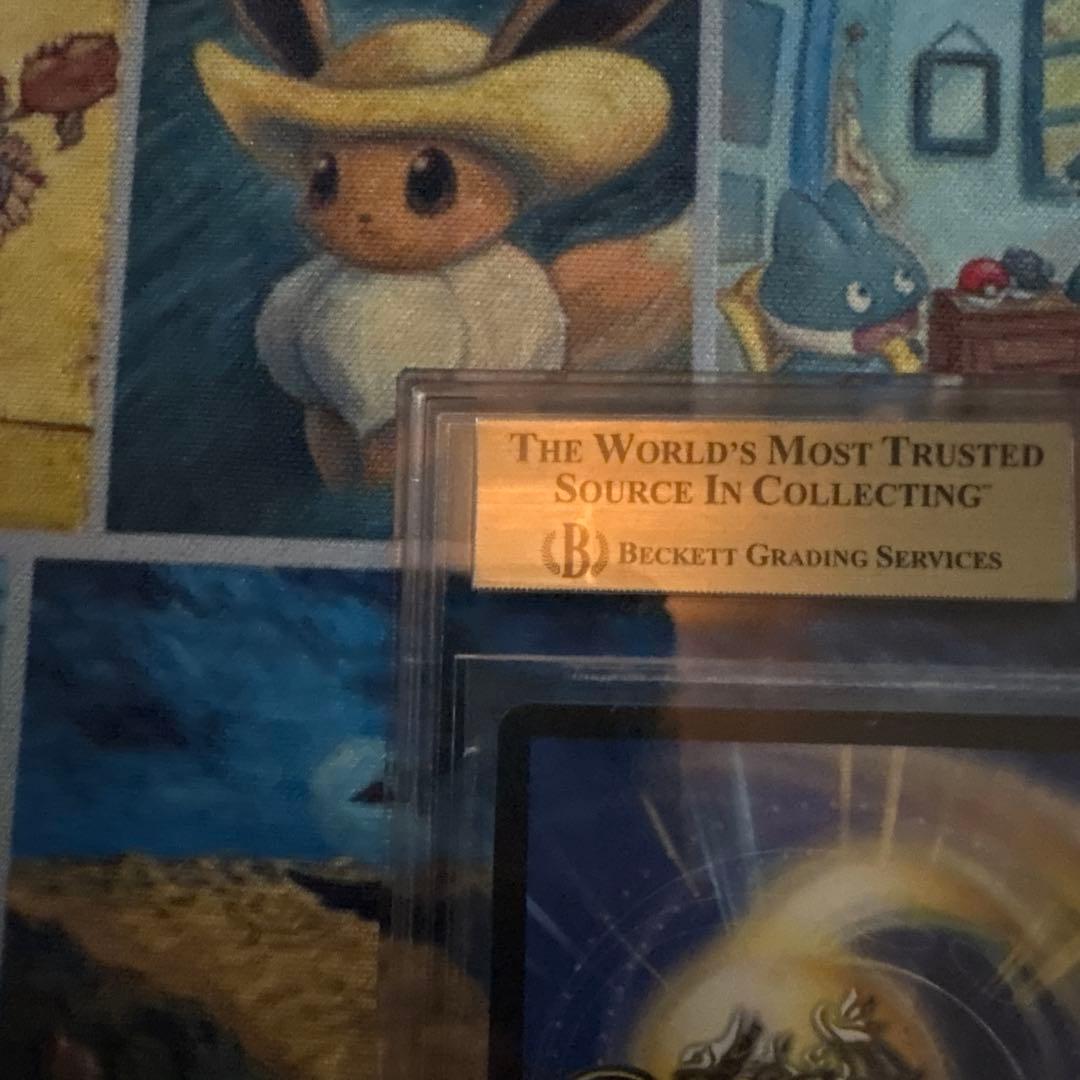 THE WORLD'S MOST TRUSTED
SOURCE IN COLLECTING™
B BECKETT GRADING SERVICES